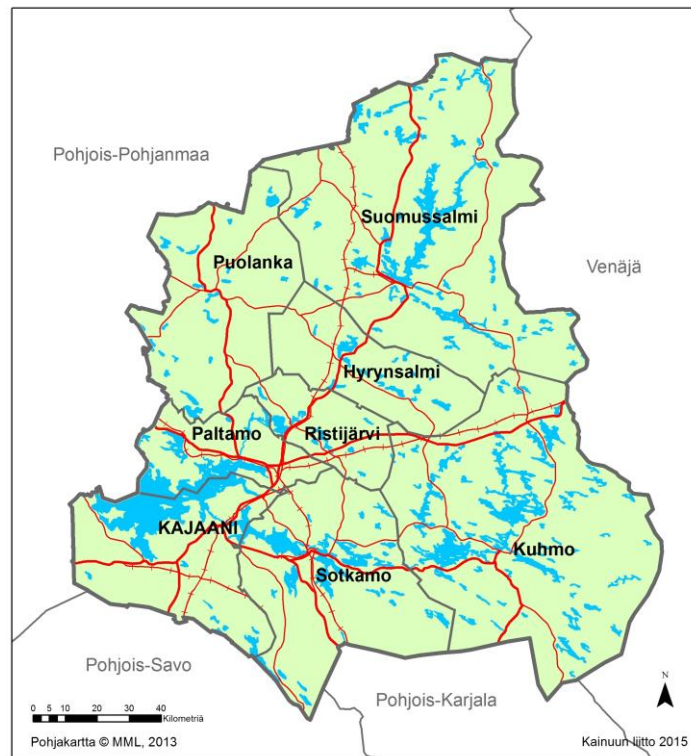 Pohjois-Pohjanmaa
Suomussalmi
Puolanka
Venäjä
Hyrynsalmi
Paltamo
Ristijärvi
KAJAANI
Kuhmo
Sotkamo
Pohjois-Savo
Pohjois-Karjala
N
0 5 10 20 30 40
Kilometriä
Pohjakartta © MML, 2013
Kainuun liitto 2015